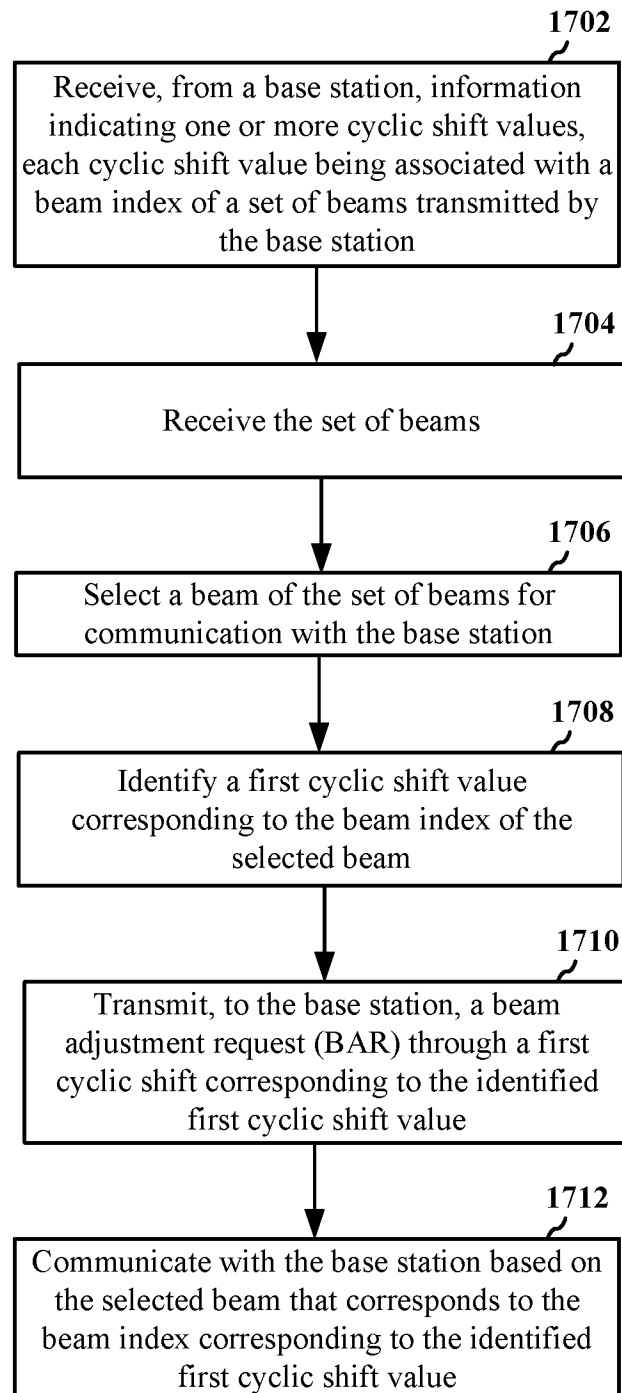 1702
Receive, from a base station, information
indicating one or more cyclic shift values,
each cyclic shift value being associated with a
beam index of a set of beams transmitted by
the base station
1704
Receive the set of beams
1706
Select a beam of the set of beams for
communication with the base station
1708
Identify a first cyclic shift value
corresponding to the beam index of the
selected beam
1710
Transmit, to the base station, a beam
adjustment request (BAR) through a first
cyclic shift corresponding to the identified
first cyclic shift value
1712
Communicate with the base station based on
the selected beam that corresponds to the
beam index corresponding to the identified
first cyclic shift value